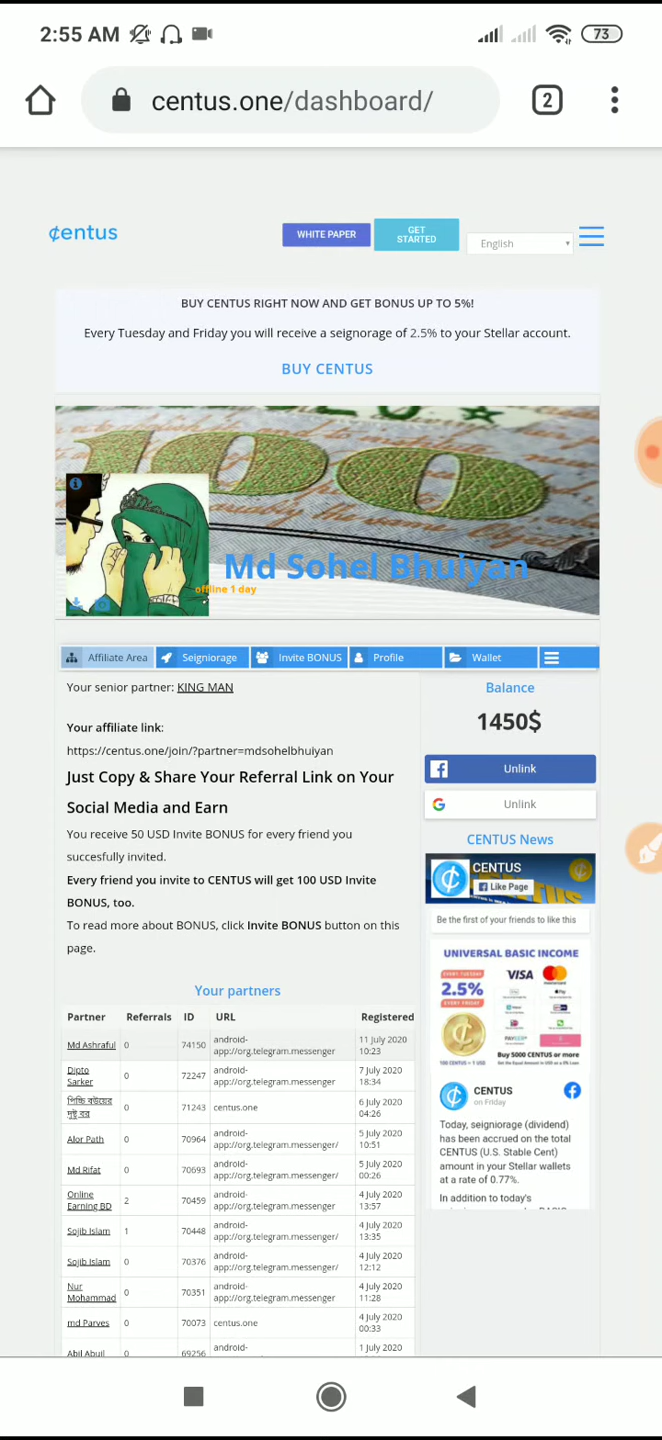 2:55 AM 73
centus.one/dashboard/ 2
¢entus WHITE PAPER GET STARTED English
BUY CENTUS RIGHT NOW AND GET BONUS UP TO 5%!
Every Tuesday and Friday you will receive a seignorage of 2.5% to your Stellar account.
BUY CENTUS
100
Md Sohel Bhuiyan
offline 1 day
Affiliate Area Seigniorage Invite BONUS Profile Wallet
Your senior partner: KING MAN
Your affiliate link:
https://centus.one/join/?partner=mdsohelbhuiyan
Just Copy & Share Your Referral Link on Your
Social Media and Earn
You receive 50 USD Invite BONUS for every friend you
succesfully invited.
Every friend you invite to CENTUS will get 100 USD Invite
BONUS, too.
To read more about BONUS, click Invite BONUS button on this
page.
Your partners
Partner Referrals ID URL Registered
Md Ashraful 0 74150 android-app://org.telegram.messenger 11 July 2020 10:23
Dipto Sarker 0 72247 android-app://org.telegram.messenger 7 July 2020 18:34
পিচ্চি বউয়ের দুষ্টু বর 0 71243 centus.one 6 July 2020 04:26
Alor Path 0 70964 android-app://org.telegram.messenger/ 5 July 2020 10:51
Md Rifat 0 70693 android-app://org.telegram.messenger/ 5 July 2020 00:26
Online Earning BD 2 70459 android-app://org.telegram.messenger 4 July 2020 13:57
Sojib Islam 1 70448 android-app://org.telegram.messenger/ 4 July 2020 13:35
Sojib Islam 0 70376 android-app://org.telegram.messenger/ 4 July 2020 12:12
Nur Mohammad 0 70351 android-app://org.telegram.messenger 4 July 2020 11:28
md Parves 0 70073 centus.one 4 July 2020 00:33
Abil Abuil 0 69256 android- 1 July 2020
Balance
1450$
Unlink
Unlink
CENTUS News
CENTUS
Like Page
Be the first of your friends to like this
UNIVERSAL BASIC INCOME
EVERY TUESDAY
2.5%
EVERY FRIDAY
VISA mastercard
100 CENTUS = 1 USD
Buy 5000 CENTUS or more
CENTUS
on Friday
Today, seigniorage (dividend)
has been accrued on the total
CENTUS (U.S. Stable Cent)
amount in your Stellar wallets
at a rate of 0.77%.
In addition to today's